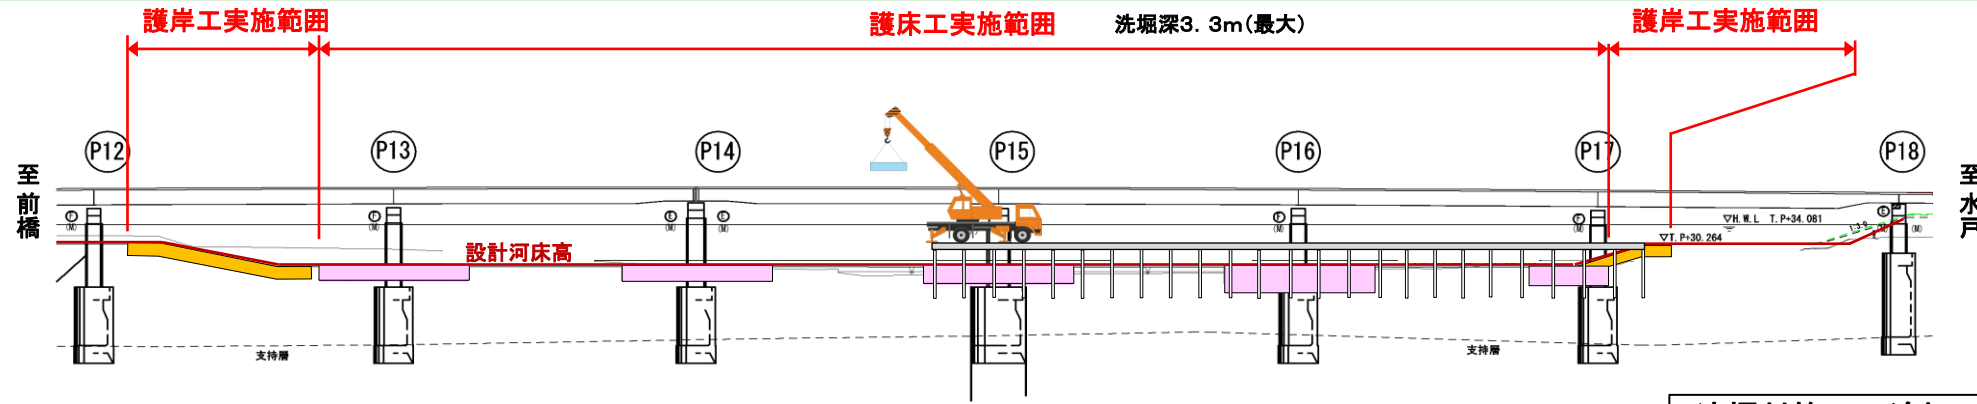 護岸工実施範囲
護床工実施範囲
洗堀深3.3m(最大)
護岸工実施範囲
P12
P13
P14
P15
P16
P17
P18
至前橋
至水戸
F
(M)
F
(M)
E
(M)
E
(M)
F
(M)
F
(M)
E
(M)
(M)
▽H.W.L T.P+34.081
▽T.P+30.264
設計河床高
支持層
支持層